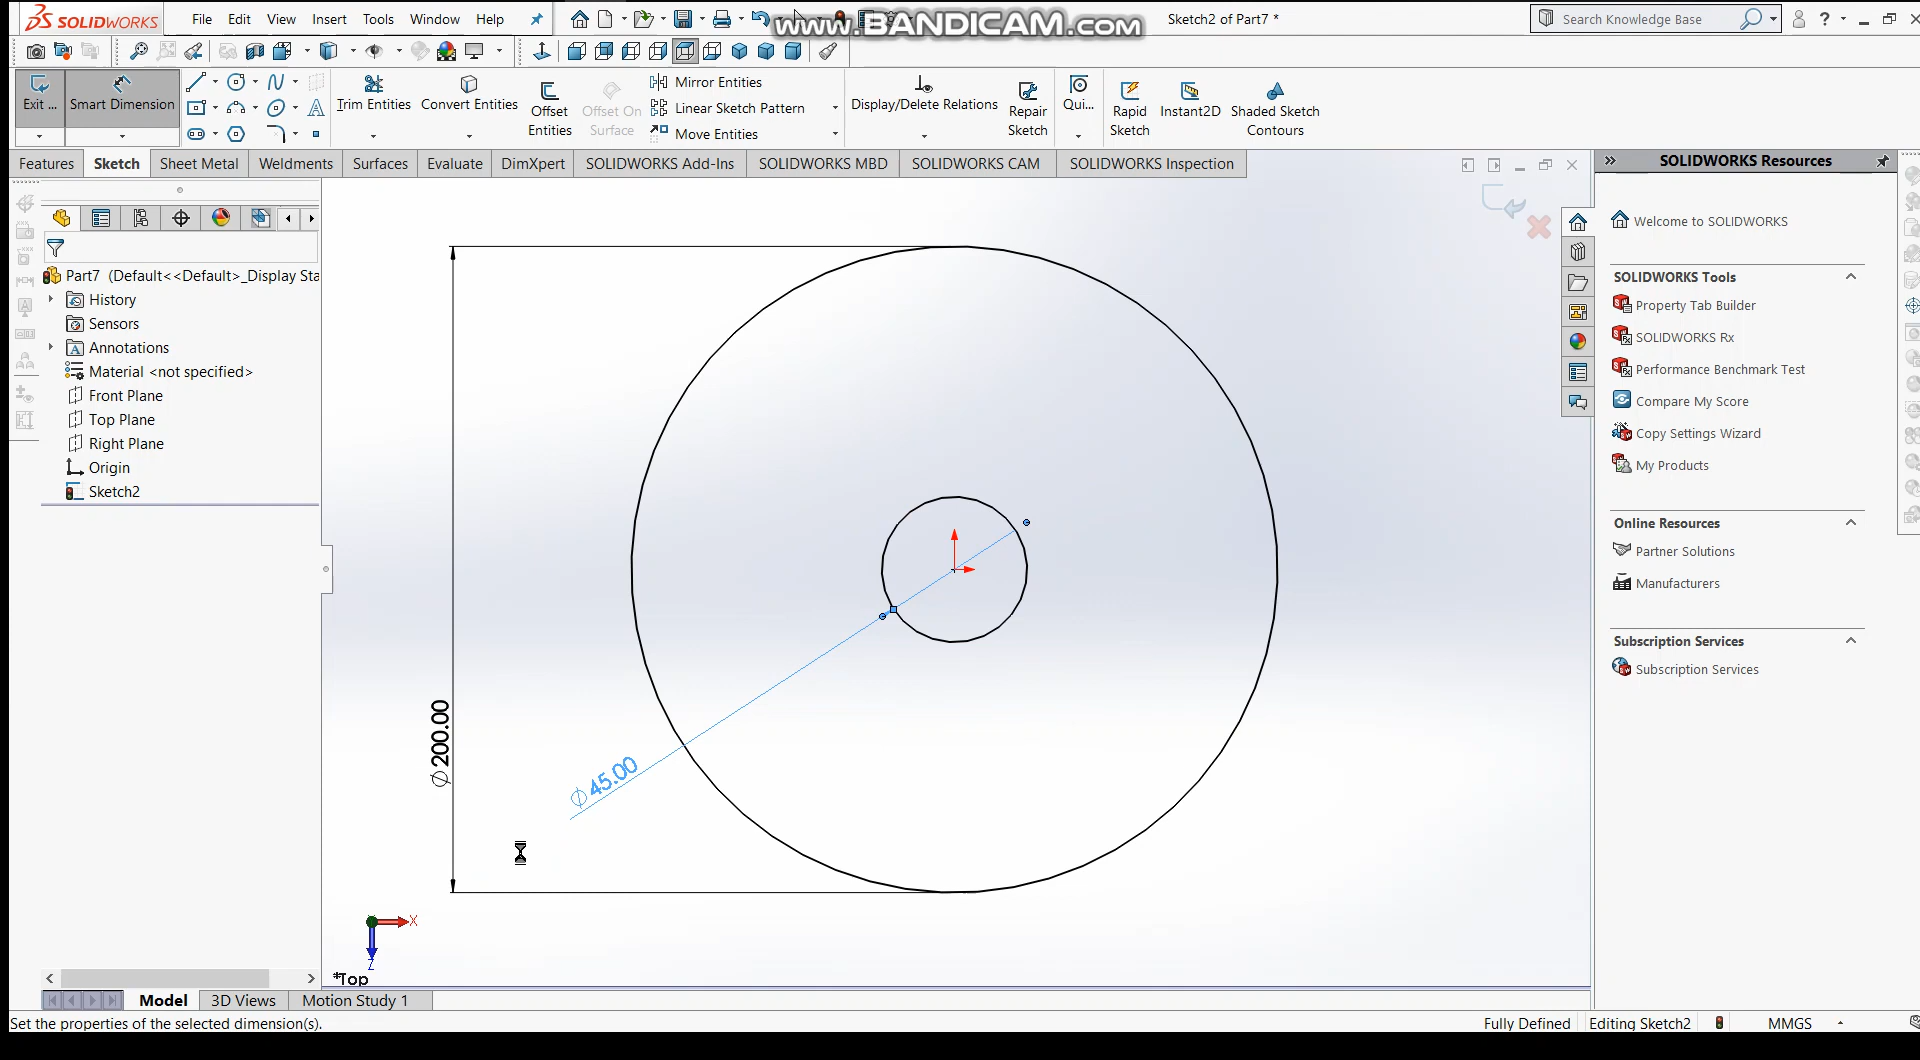 SOLIDWORKS File Edit View Insert Tools Window Help Sketch2 of Part7 * Search Knowledge Base ?
www.BANDICAM.com
Exit ... Smart Dimension Trim Entities Convert Entities Offset Entities Offset On Surface Mirror Entities Linear Sketch Pattern Move Entities Display/Delete Relations Repair Sketch Qui... Rapid Sketch Instant2D Shaded Sketch Contours
Features Sketch Sheet Metal Weldments Surfaces Evaluate DimXpert SOLIDWORKS Add-Ins SOLIDWORKS MBD SOLIDWORKS CAM SOLIDWORKS Inspection
Part7 (Default<<Default>_Display Sta
History
Sensors
Annotations
Material <not specified>
Front Plane
Top Plane
Right Plane
Origin
Sketch2
Ø200.00
Ø45.00
X
Z
*Top
SOLIDWORKS Resources
Welcome to SOLIDWORKS
SOLIDWORKS Tools
Property Tab Builder
SOLIDWORKS Rx
Performance Benchmark Test
Compare My Score
Copy Settings Wizard
My Products
Online Resources
Partner Solutions
Manufacturers
Subscription Services
Subscription Services
Model 3D Views Motion Study 1
Set the properties of the selected dimension(s). Fully Defined Editing Sketch2 MMGS